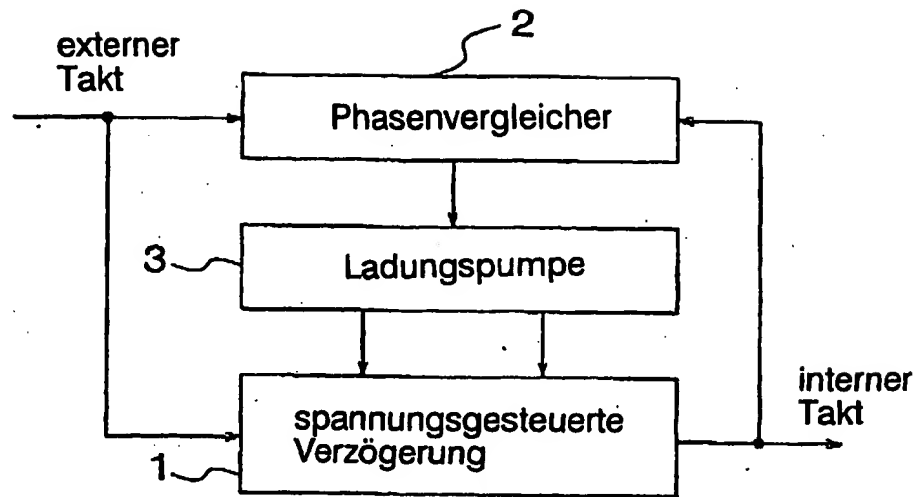 2
externer
Takt
Phasenvergleicher
3
Ladungspumpe
interner
Takt
spannungsgesteuerte
Verzögerung
1